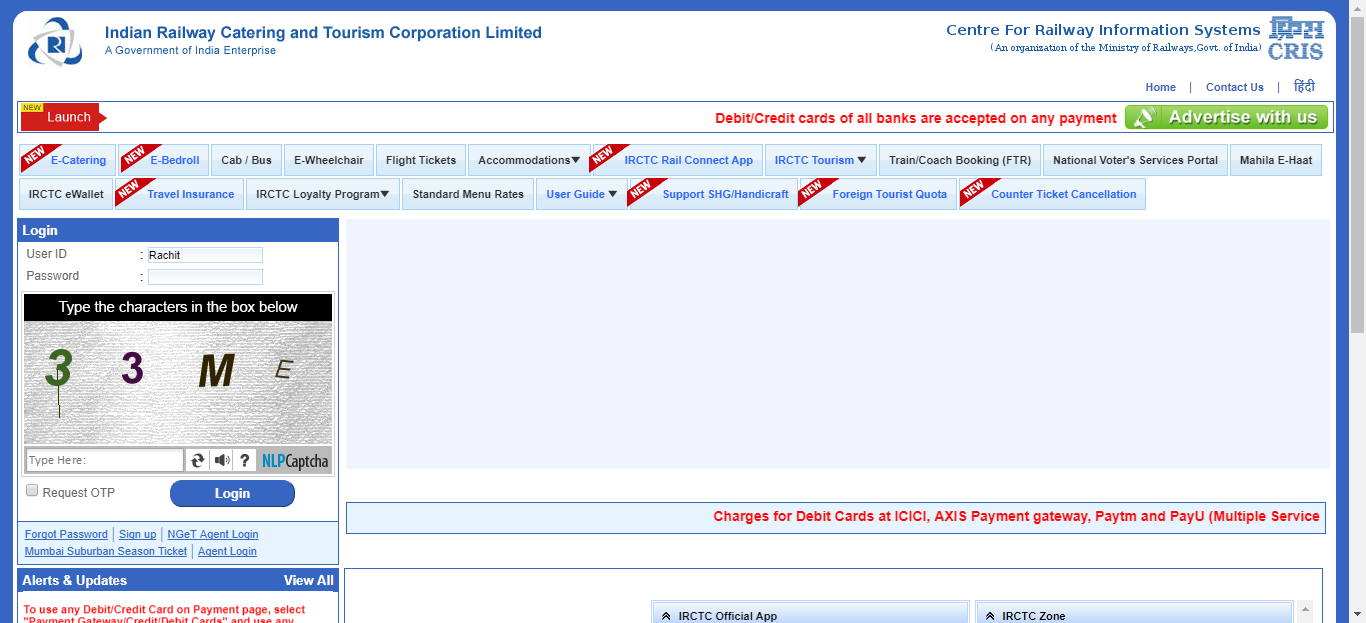 Indian Railway Catering and Tourism Corporation Limited
A Government of India Enterprise
Centre For Railway Information Systems
(An organization of the Ministry of Railways,Govt. of India)
CRIS
Home | Contact Us | हिंदी
NEW
Launch
Debit/Credit cards of all banks are accepted on any payment
Advertise with us
NEW E-Catering NEW E-Bedroll Cab / Bus E-Wheelchair Flight Tickets Accommodations▼ NEW IRCTC Rail Connect App IRCTC Tourism ▼ Train/Coach Booking (FTR) National Voter's Services Portal Mahila E-Haat
IRCTC eWallet NEW Travel Insurance IRCTC Loyalty Program▼ Standard Menu Rates User Guide ▼ NEW Support SHG/Handicraft NEW Foreign Tourist Quota NEW Counter Ticket Cancellation
Login
User ID : Rachit
Password :
Type the characters in the box below
3 3 M E
Type Here: ? NLPCaptcha
Request OTP Login
Forgot Password | Sign up | NGeT Agent Login
Mumbai Suburban Season Ticket | Agent Login
Charges for Debit Cards at ICICI, AXIS Payment gateway, Paytm and PayU (Multiple Service
Alerts & Updates View All
To use any Debit/Credit Card on Payment page, select
"Payment Gateway/Credit/Debit Cards" and use any
IRCTC Official App
IRCTC Zone